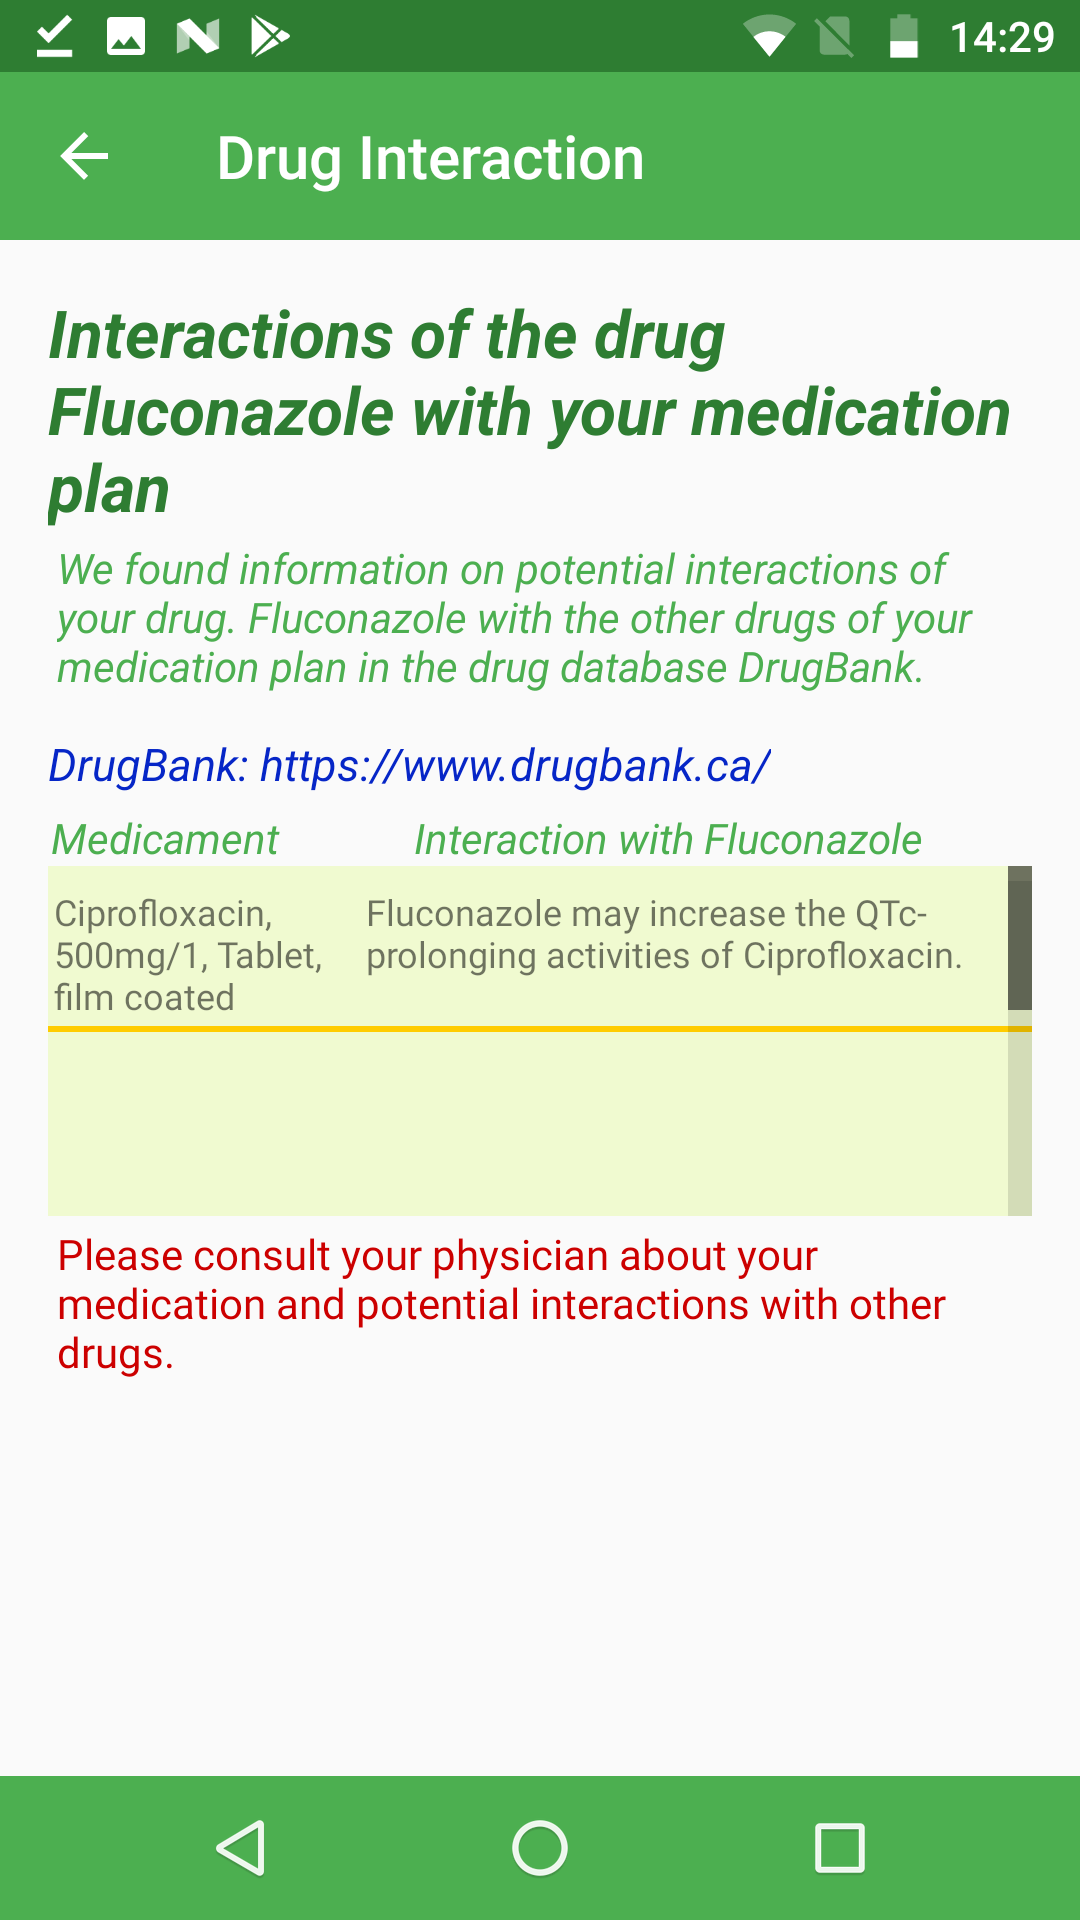 14:29
Drug Interaction
Interactions of the drug
Fluconazole with your medication
plan
We found information on potential interactions of
your drug. Fluconazole with the other drugs of your
medication plan in the drug database DrugBank.
DrugBank: https://www.drugbank.ca/
Medicament Interaction with Fluconazole
Ciprofloxacin, Fluconazole may increase the QTc-
500mg/1, Tablet, prolonging activities of Ciprofloxacin.
film coated
Please consult your physician about your
medication and potential interactions with other
drugs.